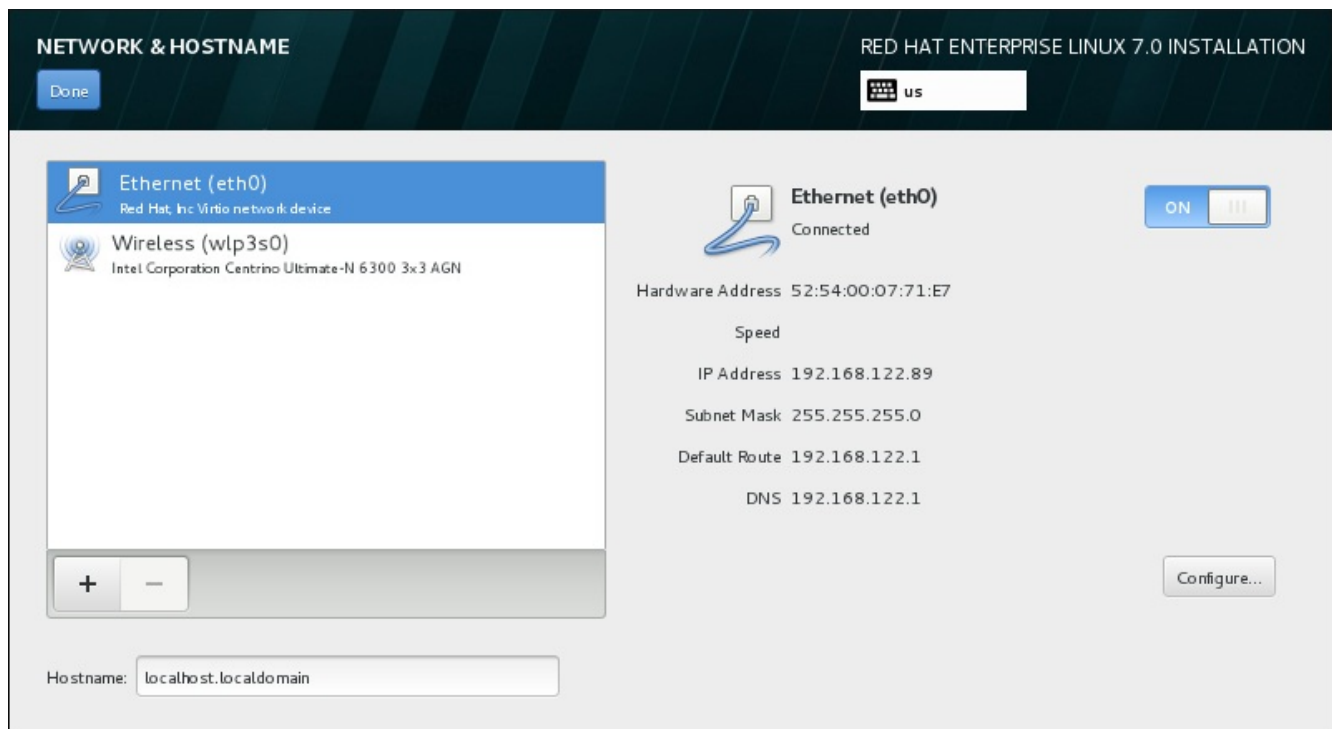 NETWORK & HOSTNAME
RED HAT ENTERPRISE LINUX 7.0 INSTALLATION
Done
us
Ethernet (eth0)
Red Hat, Inc Virtio network device
Wireless (wlp3s0)
Intel Corporation Centrino Ultimate-N 6300 3x3 AGN
Ethernet (eth0)
Connected
ON
Hardware Address 52:54:00:07:71:E7
Speed
IP Address 192.168.122.89
Subnet Mask 255.255.255.0
Default Route 192.168.122.1
DNS 192.168.122.1
+ −
Configure...
Hostname: localhost.localdomain